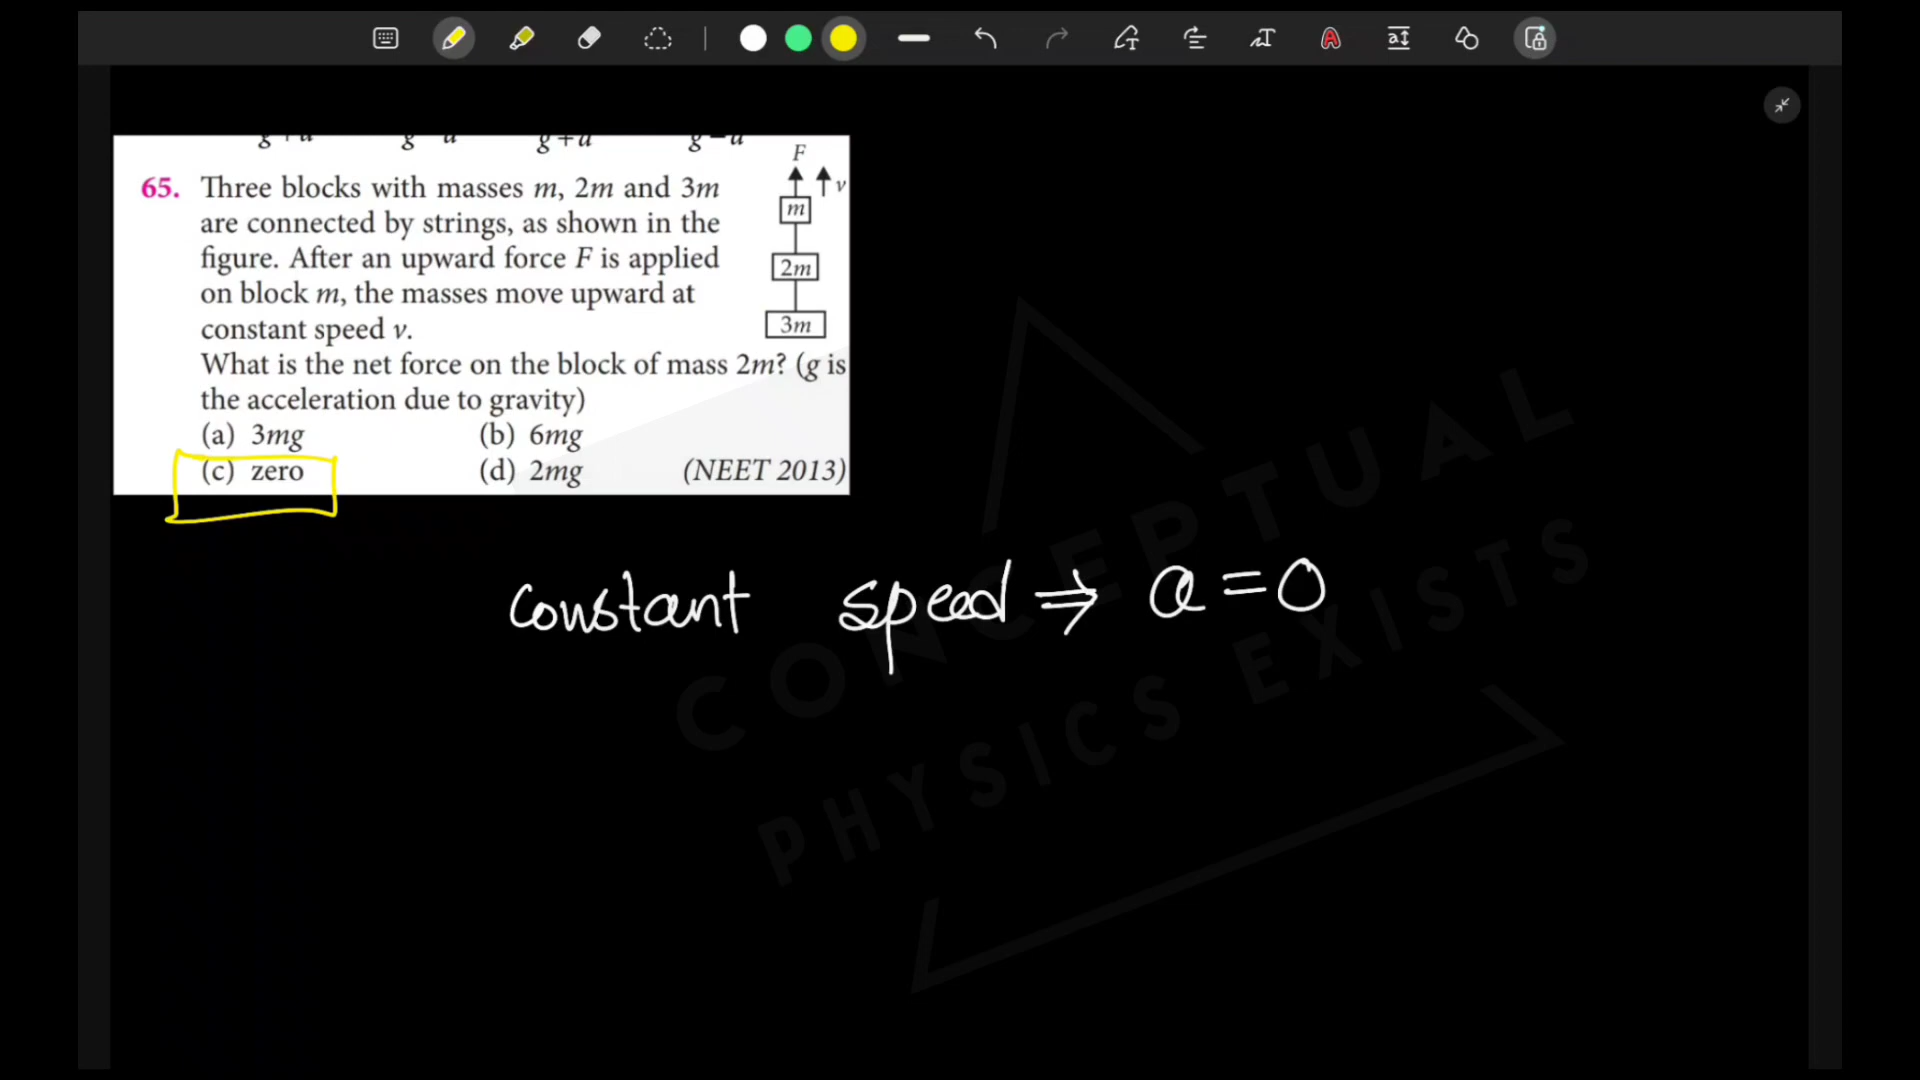 F
65. Three blocks with masses m, 2m and 3m
v
are connected by strings, as shown in the
m
figure. After an upward force F is applied
2m
on block m, the masses move upward at
constant speed v.
3m
What is the net force on the block of mass 2m? (g is
the acceleration due to gravity)
(a) 3mg (b) 6mg
(c) zero (d) 2mg (NEET 2013)
constant speed ⇒ a = 0
CONCEPTUAL
PHYSICS EXISTS